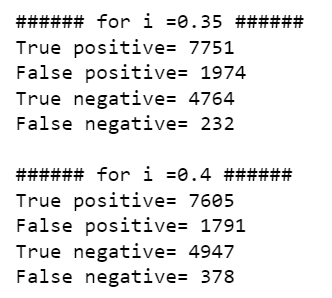 ###### for i =0.35 ######
True positive= 7751
False positive= 1974
True negative= 4764
False negative= 232
###### for i =0.4 ######
True positive= 7605
False positive= 1791
True negative= 4947
False negative= 378